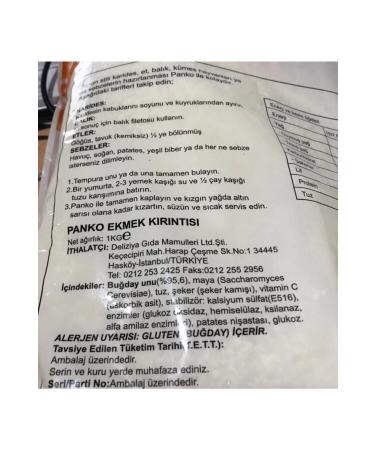 stili karides, et, balık, kümes hayvanları ve
ve sebzelerin hazırlanması Panko ile kolaydır.
Aşağıdaki tarifleri takip edin;
KARİDES:
kabuklarını soyunu ve kuyruklarından ayırın.
BALIK:
sonuç için balık filetosu kullanın.
ETLER:
Göğüs, tavuk (kemiksiz) ½ ye bölünmüş
SEBZELER:
Havuç, soğan, patates, yeşil biber ya da her ne sebze
isterseniz dilimleyin.
1.Tempura unu ya da una tamamen bulayın.
2.Bir yumurta, 2-3 yemek kaşığı su ve ½ çay kaşığı
tuzu karışımına batırın.
3.Panko ile tamamen kaplayın ve kızgın yağda altın
sarısı olana kadar kızartın, süzün ve sıcak servis edin.
PANKO EKMEK KIRINTISI
Net ağırlık: 1KG℮
İTHALATÇI: Deliziya Gıda Mamulleri Ltd.Şti.
Keçecipiri Mah.Harap Çeşme Sk.No:1 34445
Hasköy-İstanbul/TÜRKİYE
Tel: 0212 253 2425 Faks:0212 255 2956
İçindekiler: Buğday unu(%95,6), maya (Saccharomyces
Cerevisiae), tuz, şeker (şeker kamışı), vitamin C
(askorbik asit), stabilizör: kalsiyum sülfat(E516),
enzimler (glukoz oksidaz, hemiselülaz, ksilanaz,
alfa amilaz enzimleri), patates nişastası, glukoz.
ALERJEN UYARISI: GLUTEN (BUĞDAY) İÇERİR.
Tavsiye Edilen Tüketim Tarihi (T.E.T.T.):
Ambalaj üzerindedir.
Serin ve kuru yerde muhafaza ediniz.
Seri/Parti No:Ambalaj üzerindedir.
Enerji
Yağ
Lif
Protein
Tuz